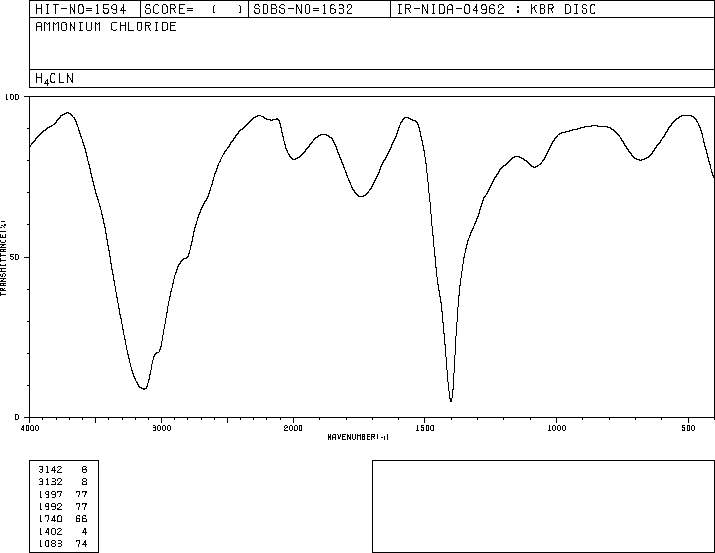 HIT-NO=1594 SCORE= ( ) SDBS-NO=1632 IR-NIDA-04962 : KBR DISC
AMMONIUM CHLORIDE
H4CLN
100
50
0
TRANSMITTANCE(%)
4000 3000 2000 1500 1000 500
WAVENUMBER(-1)
3142 8
3132 8
1997 77
1992 77
1740 66
1402 4
1083 74